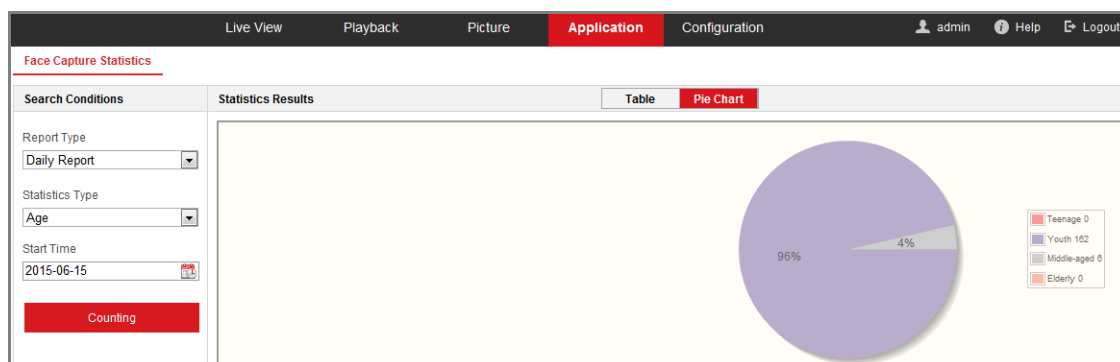 Live View Playback Picture Application Configuration admin Help Logout
Face Capture Statistics
Search Conditions
Statistics Results
Table Pie Chart
Report Type
Daily Report
Statistics Type
Age
Start Time
2015-06-15
Counting
96%
4%
Teenage 0
Youth 162
Middle-aged 6
Elderly 0